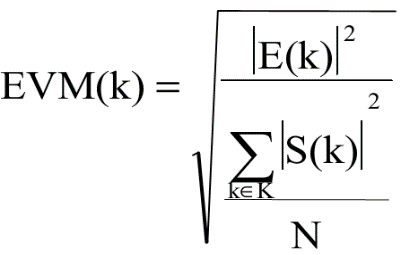 EVM(k) = √( |E(k)|² / ( ∑_{k∈K} |S(k)|² / N ) )